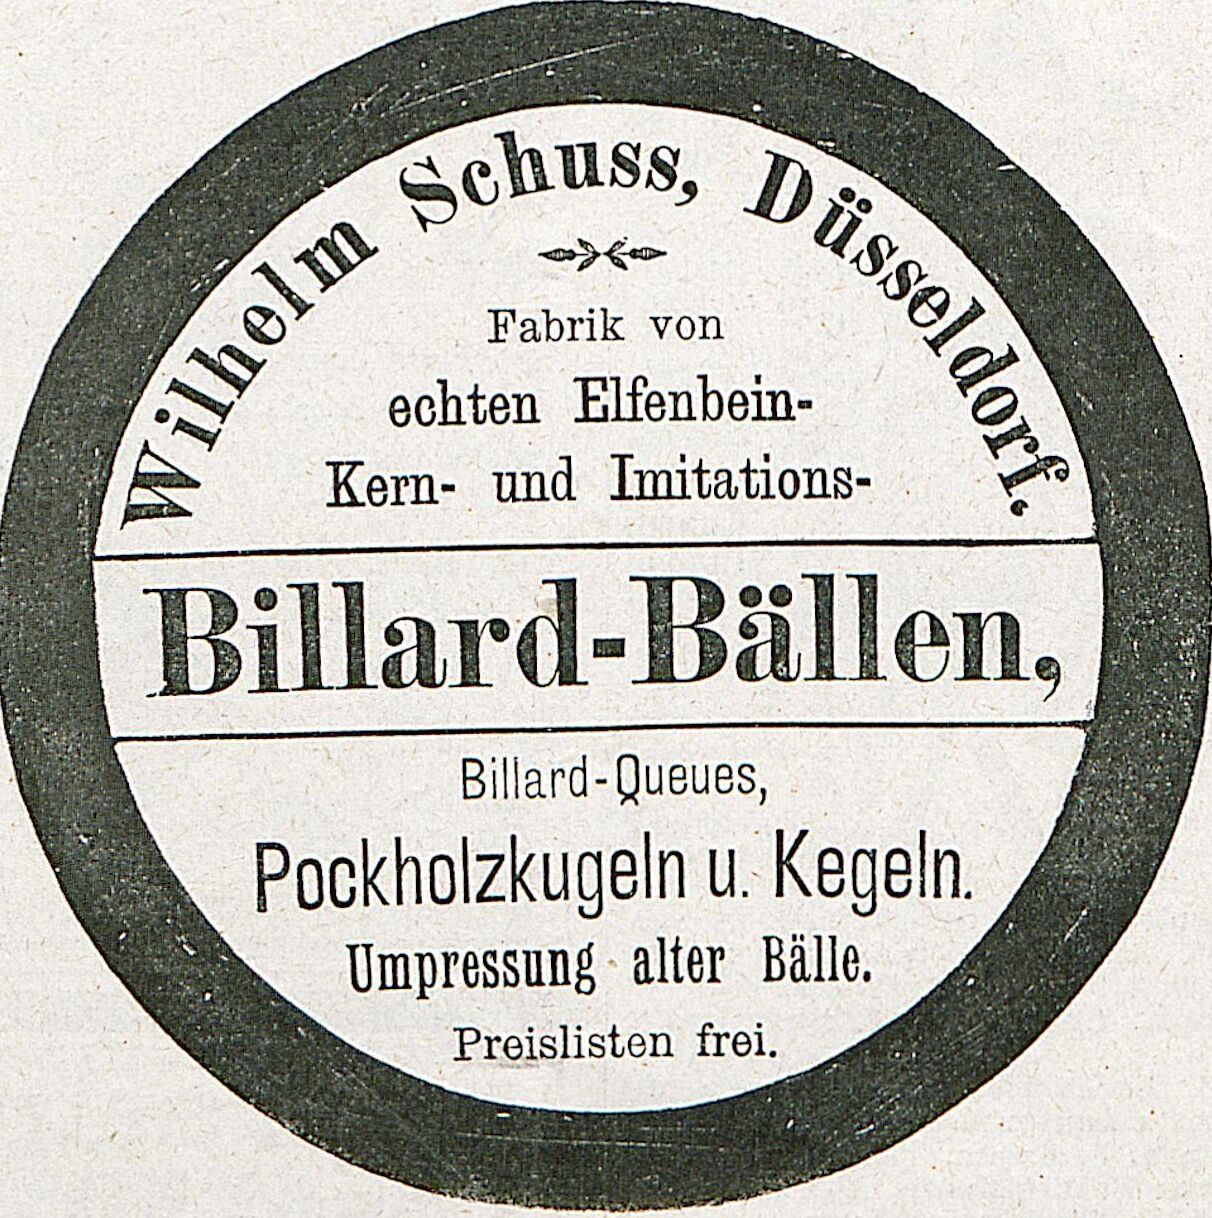 Wilhelm Schuss, Düsseldorf.
Fabrik von
echten Elfenbein-
Kern- und Imitations-
Billard-Bällen,
Billard-Queues,
Pockholzkugeln u. Kegeln.
Umpressung alter Bälle.
Preislisten frei.